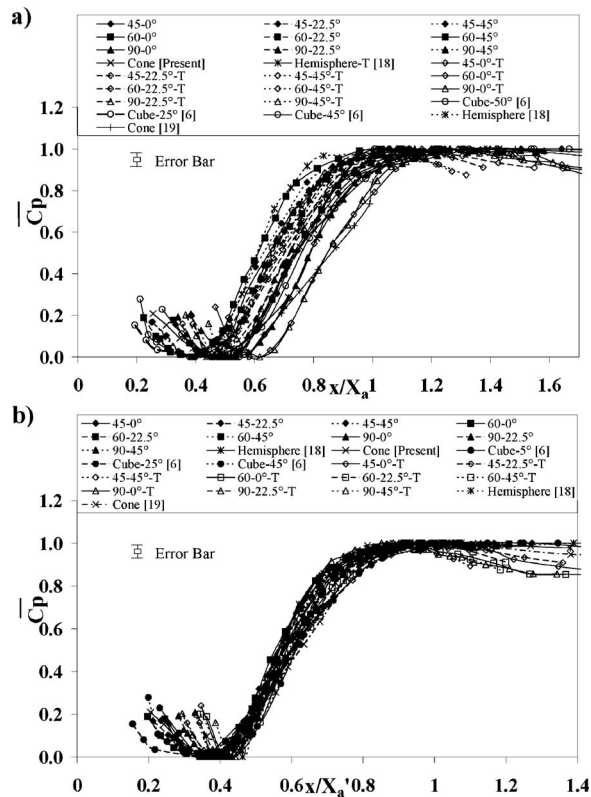 a)
45-0° 45-22.5° 45-45°
60-0° 60-22.5° 60-45°
90-0° 90-22.5° 90-45°
Cone [Present] Hemisphere-T [18] 45-0°-T
45-22.5°-T 45-45°-T 60-0°-T
60-22.5°-T 60-45°-T 90-0°-T
90-22.5°-T 90-45°-T Cube-50° [6]
Cube-25° [6] Cube-45° [6] Hemisphere [18]
Cone [19]
1.2
1.0
0.8
0.6
0.4
0.2
0.0
Cp
Error Bar
0 0.2 0.4 0.6 0.8 1 1.2 1.4 1.6
x/Xa
b)
45-0° 45-22.5° 45-45° 60-0°
60-22.5° 60-45° 90-0° 90-22.5°
90-45° Hemisphere [18] Cone [Present] Cube-5° [6]
Cube-25° [6] Cube-45° [6] 45-0°-T 45-22.5°-T
45-45°-T 60-0°-T 60-22.5°-T 60-45°-T
90-0°-T 90-22.5°-T 90-45°-T Hemisphere [18]
Cone [19]
1.2
1.0
0.8
0.6
0.4
0.2
0.0
Cp
Error Bar
0 0.2 0.4 0.6 0.8 1 1.2 1.4
x/Xa'